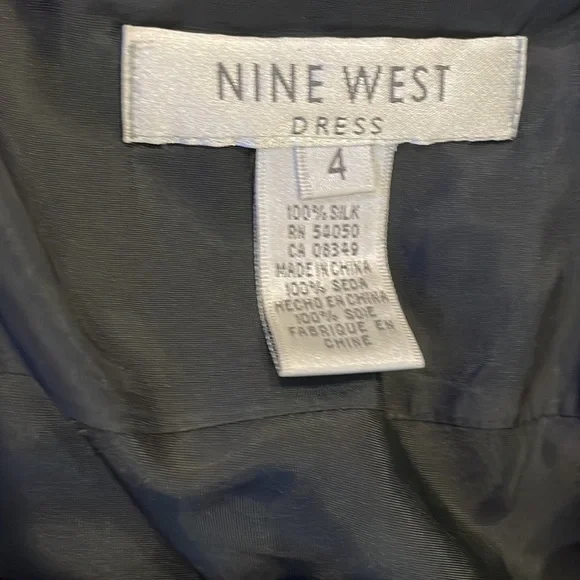 NINE WEST
DRESS
4
100% SILK
RN 54050
CA 08349
MADE IN CHINA
100% SEDA
HECHO EN CHINA
100% SOIE
FABRIQUE EN
CHINE